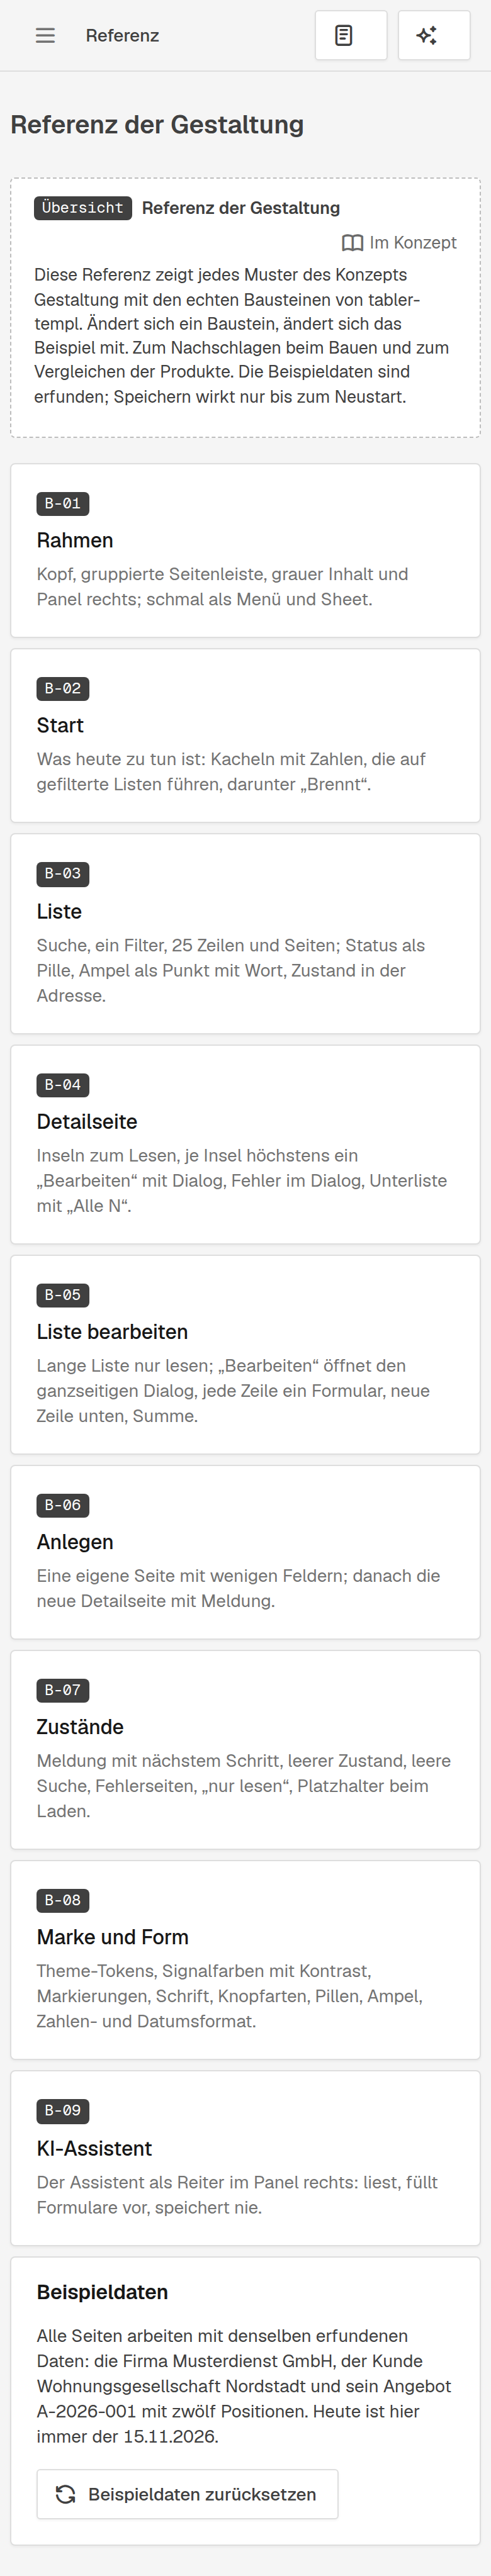 Referenz
Referenz der Gestaltung
Übersicht Referenz der Gestaltung
Im Konzept
Diese Referenz zeigt jedes Muster des Konzepts
Gestaltung mit den echten Bausteinen von tabler-
templ. Ändert sich ein Baustein, ändert sich das
Beispiel mit. Zum Nachschlagen beim Bauen und zum
Vergleichen der Produkte. Die Beispieldaten sind
erfunden; Speichern wirkt nur bis zum Neustart.
B-01
Rahmen
Kopf, gruppierte Seitenleiste, grauer Inhalt und
Panel rechts; schmal als Menü und Sheet.
B-02
Start
Was heute zu tun ist: Kacheln mit Zahlen, die auf
gefilterte Listen führen, darunter „Brennt“.
B-03
Liste
Suche, ein Filter, 25 Zeilen und Seiten; Status als
Pille, Ampel als Punkt mit Wort, Zustand in der
Adresse.
B-04
Detailseite
Inseln zum Lesen, je Insel höchstens ein
„Bearbeiten“ mit Dialog, Fehler im Dialog, Unterliste
mit „Alle N“.
B-05
Liste bearbeiten
Lange Liste nur lesen; „Bearbeiten“ öffnet den
ganzseitigen Dialog, jede Zeile ein Formular, neue
Zeile unten, Summe.
B-06
Anlegen
Eine eigene Seite mit wenigen Feldern; danach die
neue Detailseite mit Meldung.
B-07
Zustände
Meldung mit nächstem Schritt, leerer Zustand, leere
Suche, Fehlerseiten, „nur lesen“, Platzhalter beim
Laden.
B-08
Marke und Form
Theme-Tokens, Signalfarben mit Kontrast,
Markierungen, Schrift, Knopfarten, Pillen, Ampel,
Zahlen- und Datumsformat.
B-09
KI-Assistent
Der Assistent als Reiter im Panel rechts: liest, füllt
Formulare vor, speichert nie.
Beispieldaten
Alle Seiten arbeiten mit denselben erfundenen
Daten: die Firma Musterdienst GmbH, der Kunde
Wohnungsgesellschaft Nordstadt und sein Angebot
A-2026-001 mit zwölf Positionen. Heute ist hier
immer der 15.11.2026.
Beispieldaten zurücksetzen